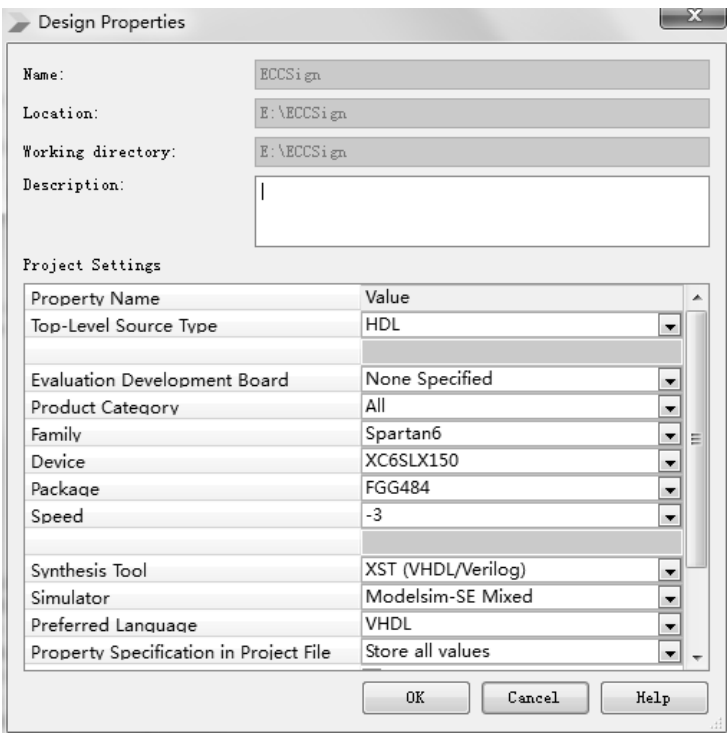 Design Properties
Name: ECCSign
Location: E:\ECCSign
Working directory: E:\ECCSign
Description:
Project Settings
Property Name Value
Top-Level Source Type HDL
Evaluation Development Board None Specified
Product Category All
Family Spartan6
Device XC6SLX150
Package FGG484
Speed -3
Synthesis Tool XST (VHDL/Verilog)
Simulator Modelsim-SE Mixed
Preferred Language VHDL
Property Specification in Project File Store all values
OK Cancel Help